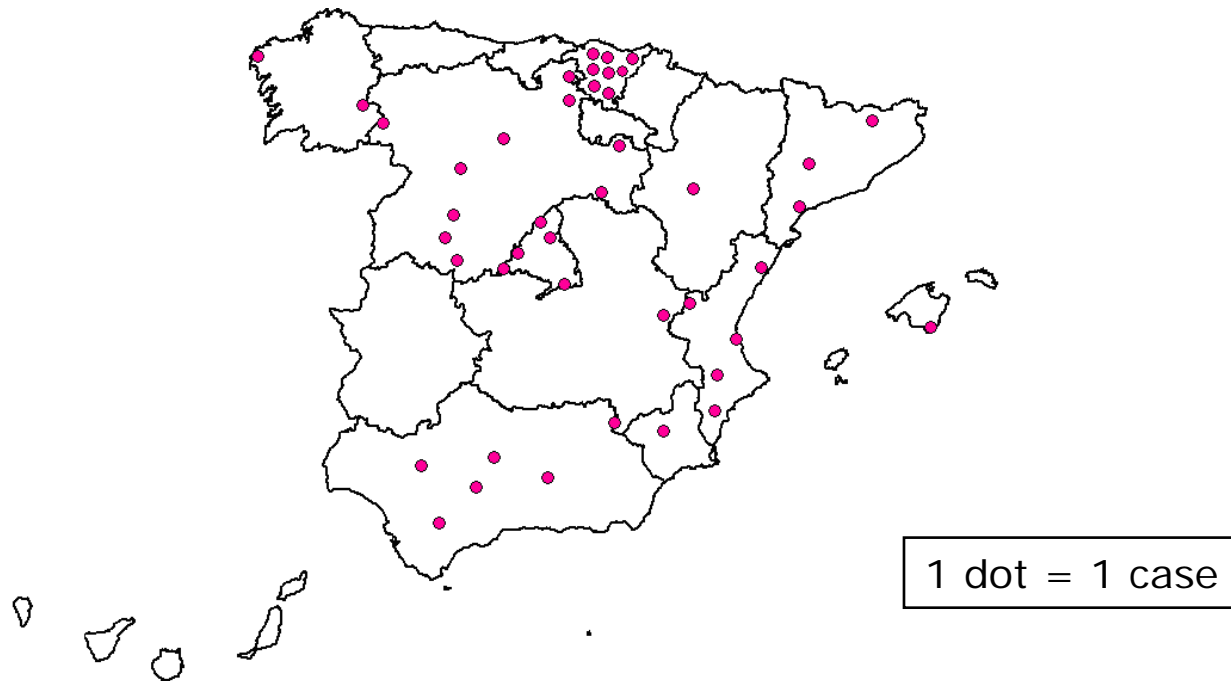 1 dot = 1 case